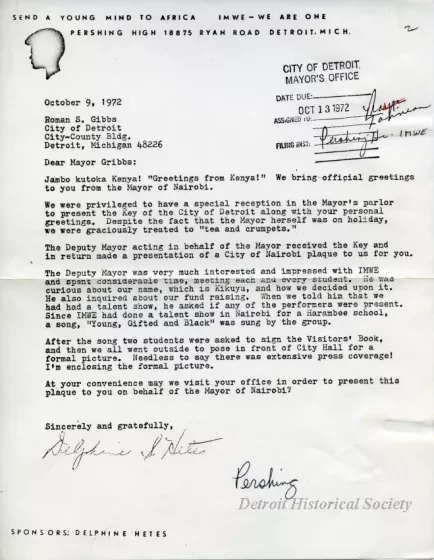 SEND A YOUNG MIND TO AFRICA IMWE-WE ARE ONE
PERSHING HIGH 18875 RYAN ROAD DETROIT. MICH.
2
CITY OF DETROIT
MAYOR'S OFFICE
DATE DUE:
OCT 13 1972
ASSIGNED TO:
Johnson
FILING INST:
Pershing Hi - IMWE
October 9, 1972
Roman S. Gibbs
City of Detroit
City-County Bldg.
Detroit, Michigan 48226
Dear Mayor Gribbs:
Jambo kutoka Kenya! "Greetings from Kenya!" We bring official greetings
to you from the Mayor of Nairobi.
We were privileged to have a special reception in the Mayor's parlor
to present the Key of the City of Detroit along with your personal
greetings. Despite the fact that the Mayor herself was on holiday,
we were graciously treated to "tea and crumpets."
The Deputy Mayor acting in behalf of the Mayor received the Key and
in return made a presentation of a City of Nairobi plaque to us for you.
The Deputy Mayor was very much interested and impressed with IMWE
and spent considerable time, meeting each and every student. He was
curious about our name, which is Kikuyu, and how we decided upon it.
He also inquired about our fund raising. When we told him that we
had had a talent show, he asked if any of the performers were present.
Since IMWE had done a talent show in Nairobi for a Harambee school,
a song, "Young, Gifted and Black" was sung by the group.
After the song two students were asked to sign the Visitors' Book,
and then we all went outside to pose in front of City Hall for a
formal picture. Needless to say there was extensive press coverage!
I'm enclosing the formal picture.
At your convenience may we visit your office in order to present this
plaque to you on behalf of the Mayor of Nairobi?
Sincerely and gratefully,
Delphine S. Hetes
Pershing
Detroit Historical Society
SPONSORS: DELPHINE HETES